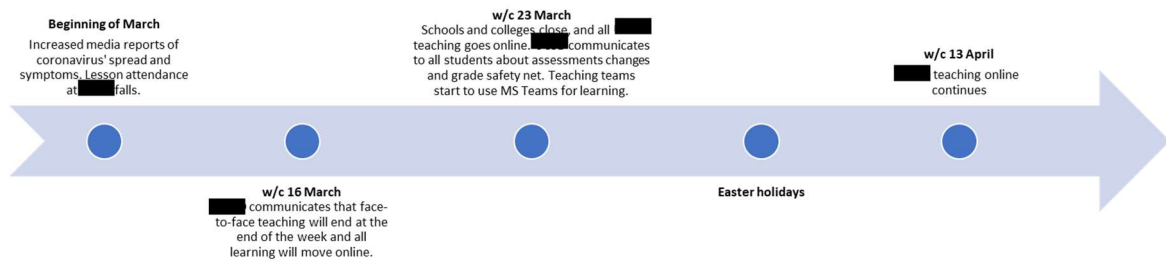 Beginning of March
Increased media reports of
coronavirus' spread and
symptoms. Lesson attendance
at falls.
w/c 16 March
communicates that face-
to-face teaching will end at the
end of the week and all
learning will move online.
w/c 23 March
Schools and colleges close, and all
teaching goes online. communicates
to all students about assessments changes
and grade safety net. Teaching teams
start to use MS Teams for learning.
Easter holidays
w/c 13 April
teaching online
continues